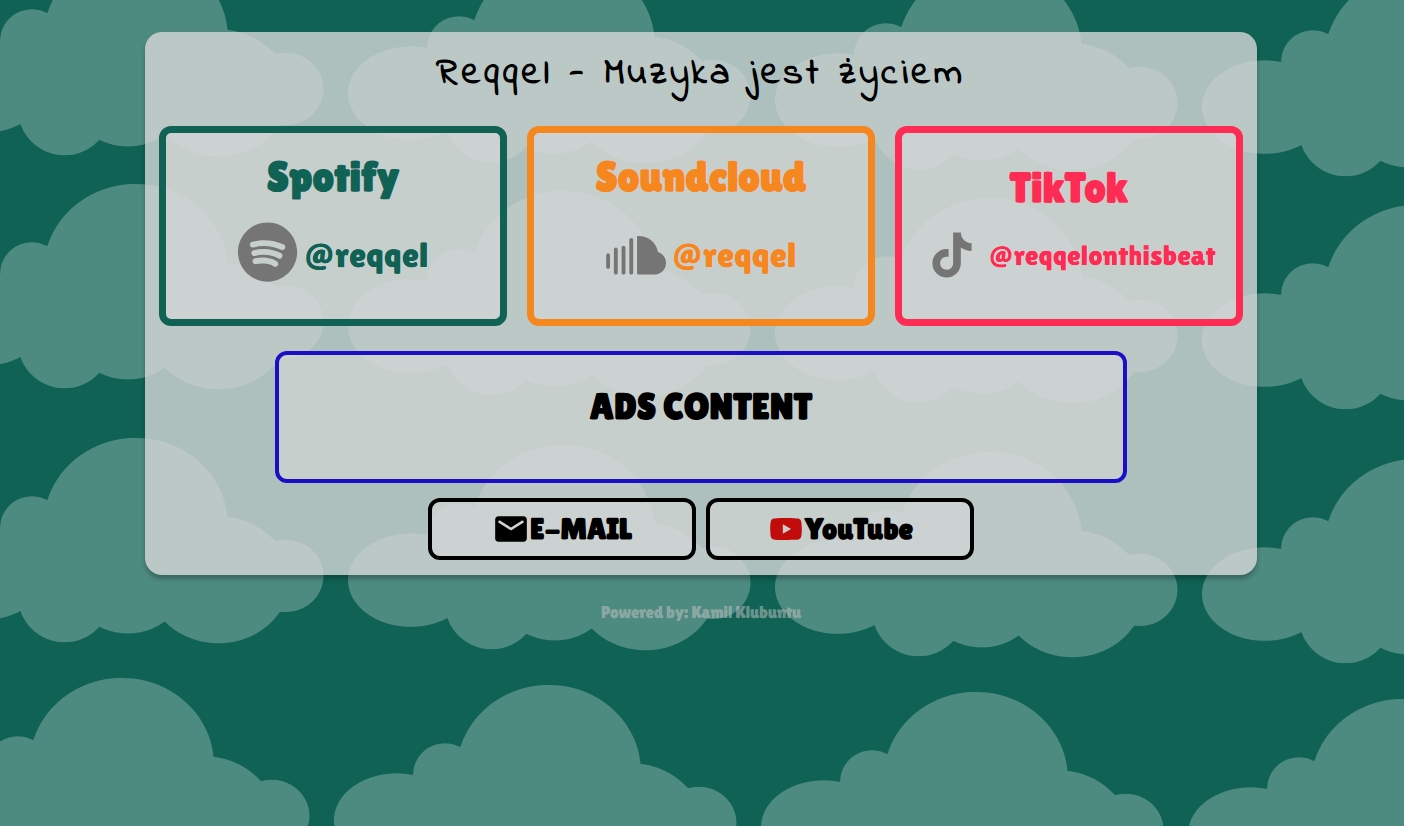 Reqqel - Muzyka jest życiem
Spotify
@reqqel
Soundcloud
@reqqel
TikTok
@reqqelonthisbeat
ADS CONTENT
E-MAIL
YouTube
Powered by: Kamil Klubuntu